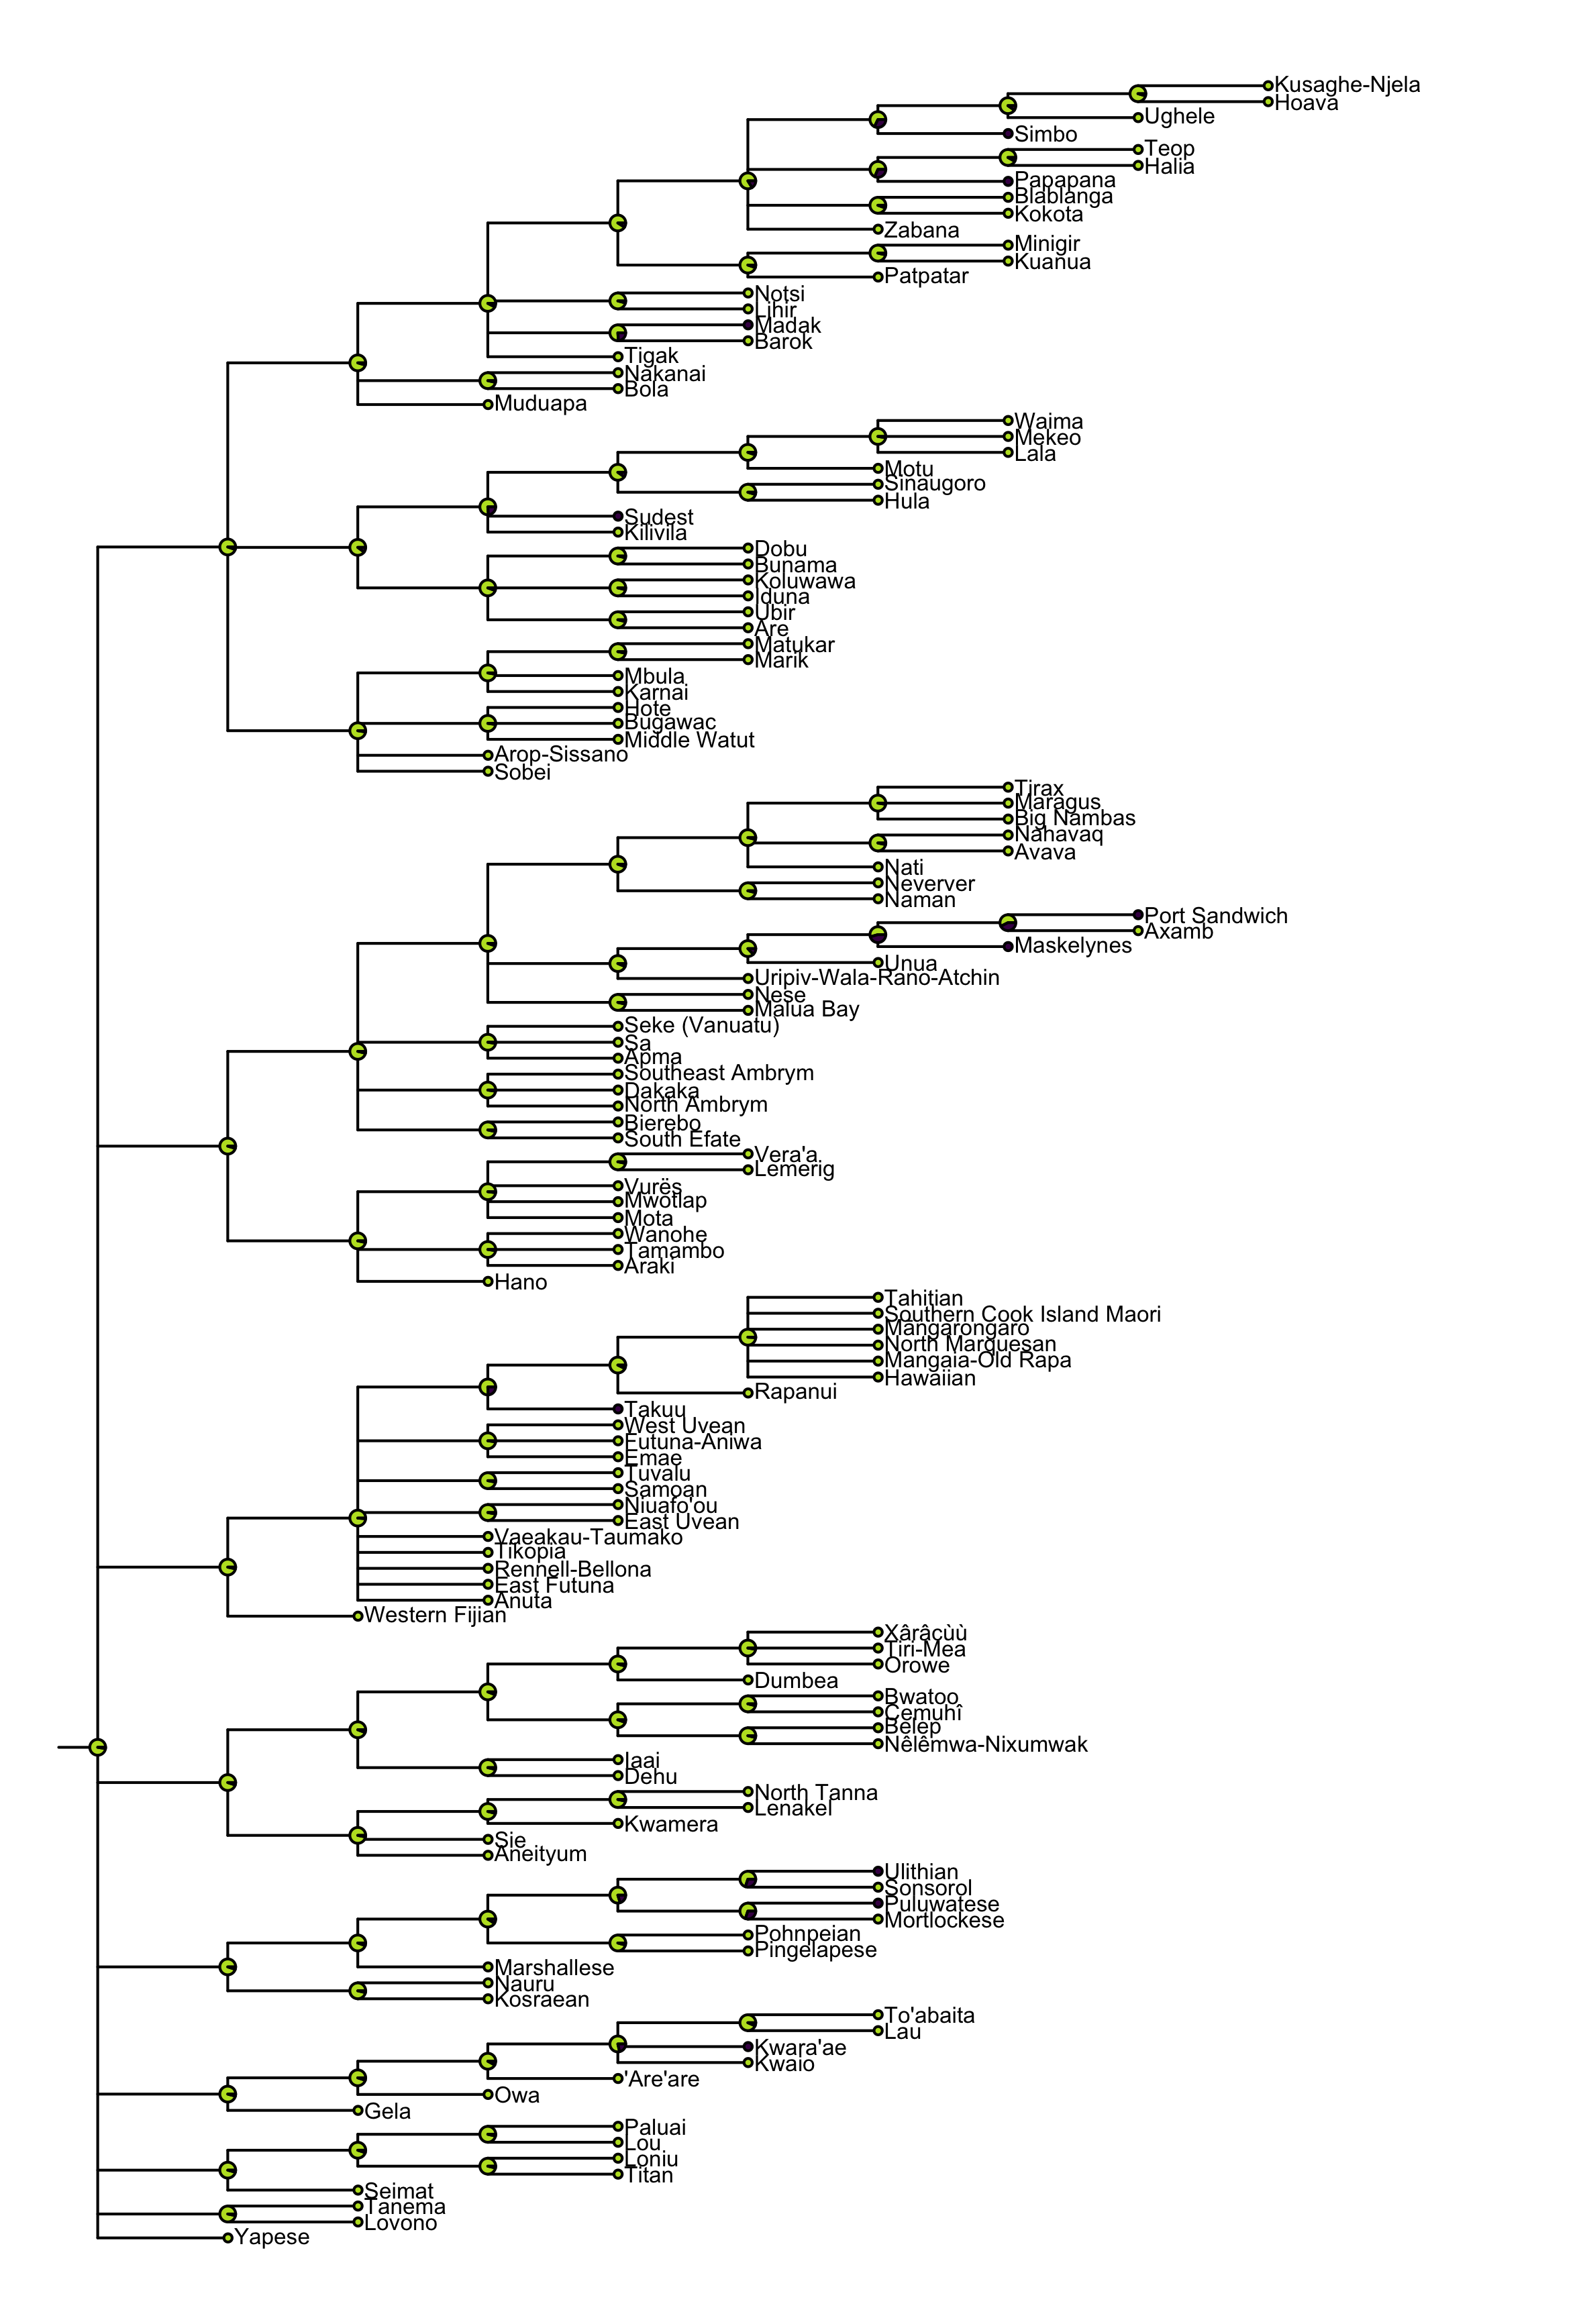 Kusaghe-Njela
Hoava
Ughele
Simbo
Teop
Halia
Papapana
Blablanga
Kokota
Zabana
Minigir
Kuanua
Patpatar
Notsi
Lihir
Madak
Barok
Tigak
Nakanai
Bola
Muduapa
Waima
Mekeo
Lala
Motu
Sinaugoro
Hula
Sudest
Kilivila
Dobu
Bunama
Koluwawa
Iduna
Ubir
Are
Matukar
Marik
Mbula
Karnai
Hote
Bugawac
Middle Watut
Arop-Sissano
Sobei
Tirax
Maragus
Big Nambas
Nahavaq
Avava
Nati
Neverver
Naman
Port Sandwich
Axamb
Maskelynes
Unua
Uripiv-Wala-Rano-Atchin
Nese
Malua Bay
Seke (Vanuatu)
Sa
Apma
Southeast Ambrym
Dakaka
North Ambrym
Bierebo
South Efate
Vera'a
Lemerig
Vurës
Mwotlap
Mota
Wanohe
Tamambo
Araki
Hano
Tahitian
Southern Cook Island Maori
Mangarongaro
North Marquesan
Mangaia-Old Rapa
Hawaiian
Rapanui
Takuu
West Uvean
Futuna-Aniwa
Emae
Tuvalu
Samoan
Niuafo'ou
East Uvean
Vaeakau-Taumako
Tikopia
Rennell-Bellona
East Futuna
Anuta
Western Fijian
Xârâcùù
Tiri-Mea
Orowe
Dumbea
Bwatoo
Cemuhî
Belep
Nêlêmwa-Nixumwak
Iaai
Dehu
North Tanna
Lenakel
Kwamera
Sie
Aneityum
Ulithian
Sonsorol
Puluwatese
Mortlockese
Pohnpeian
Pingelapese
Marshallese
Nauru
Kosraean
To'abaita
Lau
Kwara'ae
Kwaio
'Are'are
Owa
Gela
Paluai
Lou
Loniu
Titan
Seimat
Tanema
Lovono
Yapese